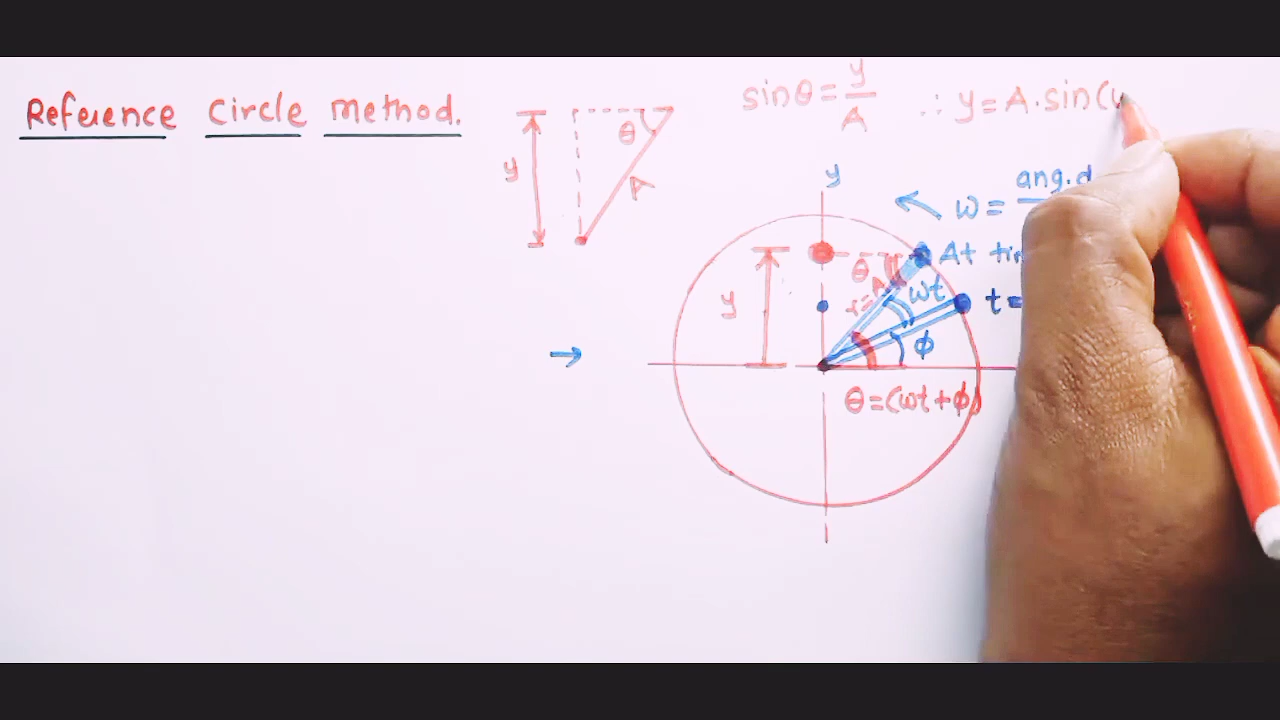 Reference Circle Method.
sinθ = y/A
∴ y = A.sin(
y
θ
A
y
ω = ang.d
At
θ
r=A
ωt
y
t=
ϕ
θ=(ωt+ϕ)